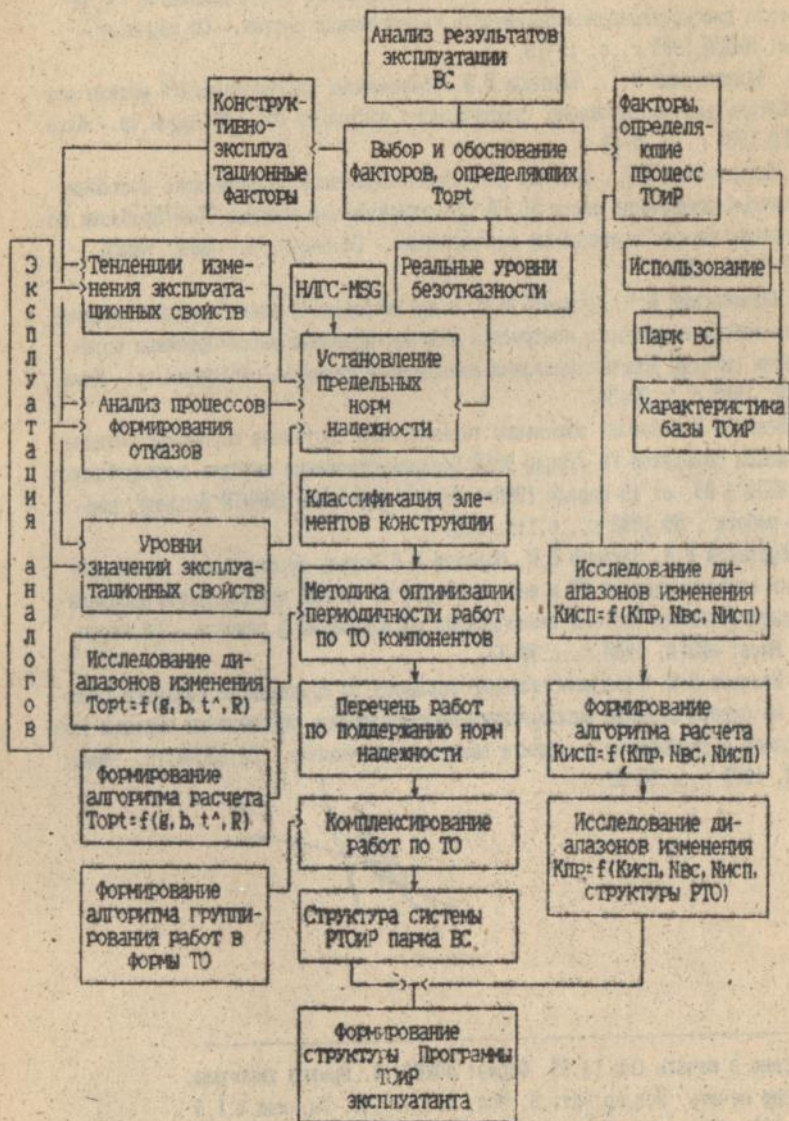 Анализ результатов
эксплуатации
ВС
Конструк-
тивно-
эксплуа
тационные
факторы
Выбор и обоснование
факторов, определяющих
Topt
Факторы,
определя-
ющие
процесс
ТОиР
Эксплуатация аналогов
Тенденции изме-
нения эксплуата-
ционных свойств
НЛГС-MSG
Реальные уровни
безотказности
Использование
Парк ВС
Характеристика
базы ТОиР
Анализ процессов
формирования
отказов
Установление
предельных
норм
надежности
Уровни
значений эксплуа-
тационных свойств
Классификация эле-
ментов конструкции
Методика оптимизации
периодичности работ
по ТО компонентов
Исследование ди-
апазонов изменения
Кисп=f(Кпр, Nвс, Nисп)
Исследование ди-
апазонов изменения
Topt=f(g, b, t^, R)
Перечень работ
по поддержанию норм
надежности
Формирование
алгоритма расчета
Кисп=f(Кпр, Nвс, Nисп)
Формирование
алгоритма расчета
Topt=f(g, b, t^, R)
Комплексирование
работ по ТО
Исследование ди-
апазонов изменения
Кпр=f(Кисп, Nвс, Nисп,
структуры РТО)
Формирование
алгоритма группи-
рования работ в
формы ТО
Структура системы
РТОиР парка ВС
Формирование
структуры Программы
ТОиР
эксплуатанта